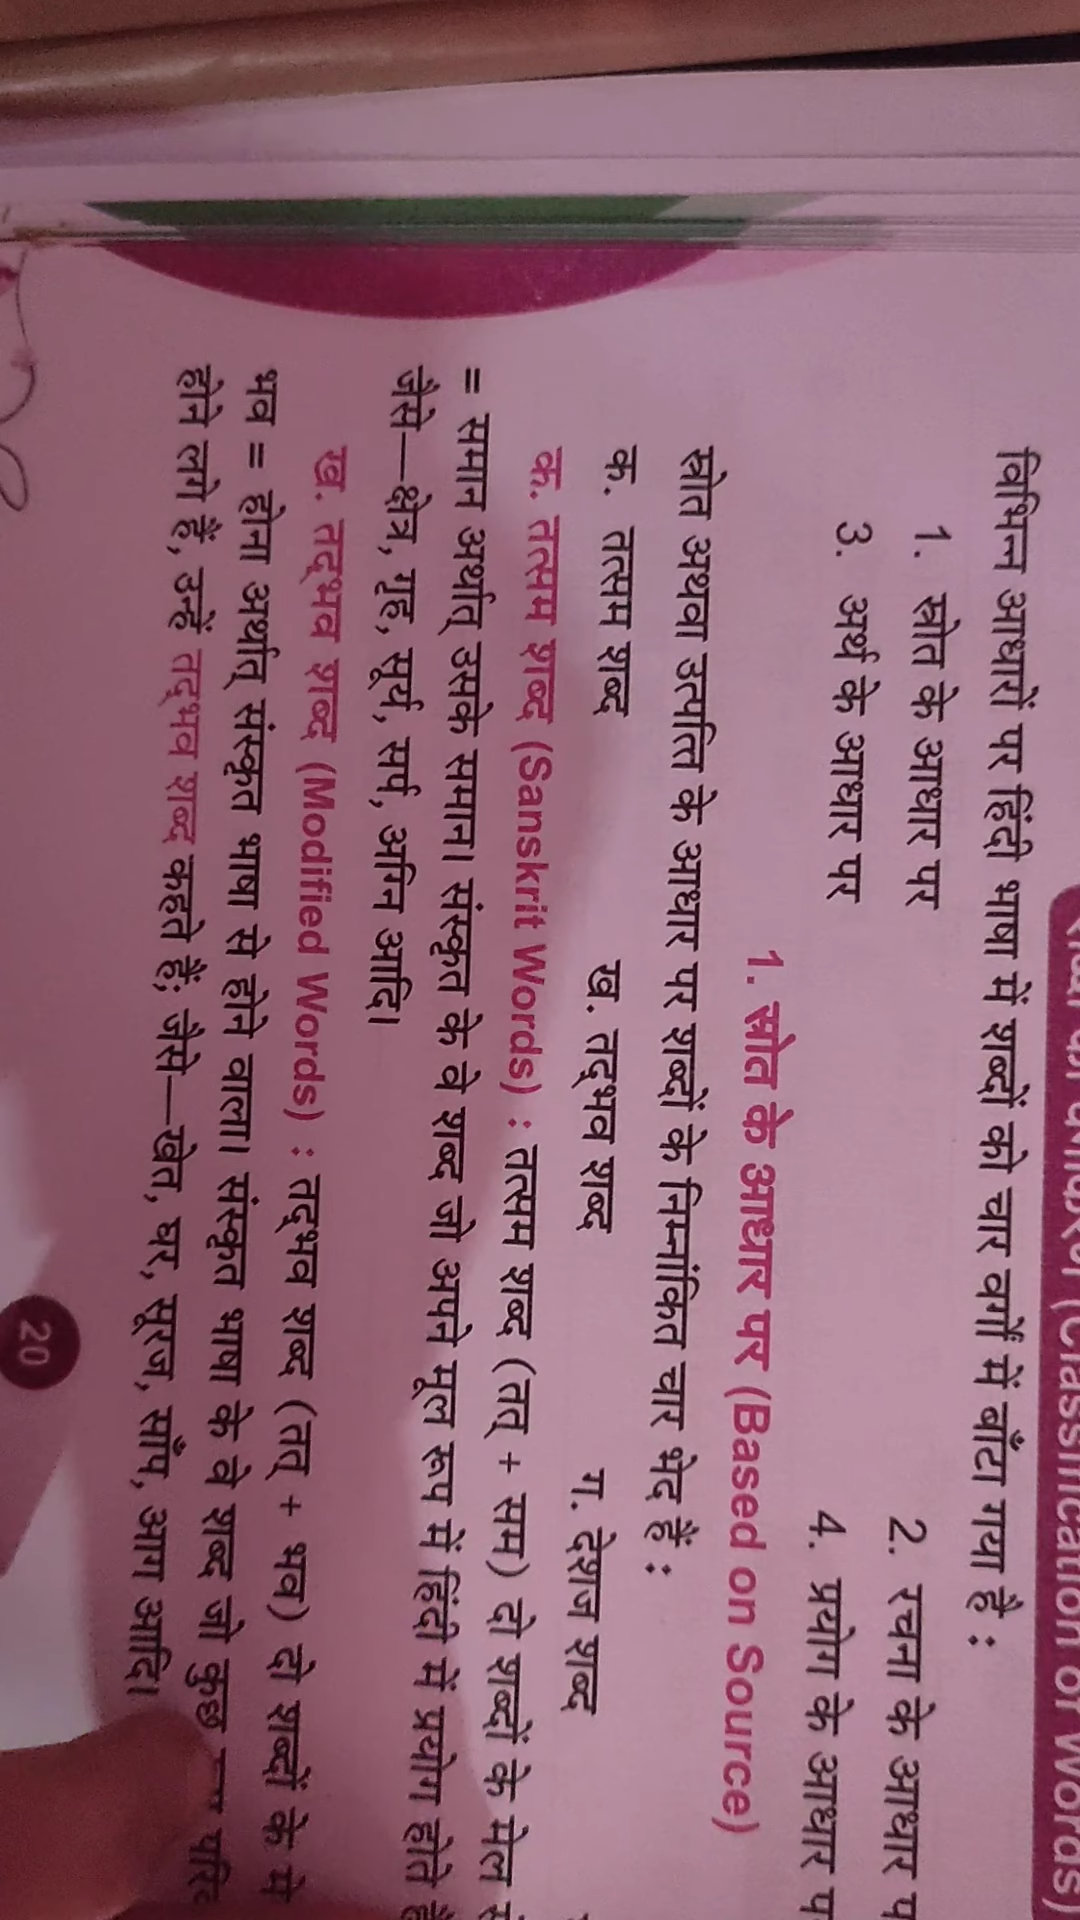 (Classification of Words)
विभिन्न आधारों पर हिंदी भाषा में शब्दों को चार वर्गों में बाँटा गया है :
1. स्रोत के आधार पर 2. रचना के आधार
3. अर्थ के आधार पर 4. प्रयोग के आधार
1. स्रोत के आधार पर (Based on Source)
स्रोत अथवा उत्पत्ति के आधार पर शब्दों के निम्नांकित चार भेद हैं :
क. तत्सम शब्द ख. तद्भव शब्द ग. देशज शब्द
क. तत्सम शब्द (Sanskrit Words) : तत्सम शब्द (तत् + सम) दो शब्दों के मेल
= समान अर्थात् उसके समान। संस्कृत के वे शब्द जो अपने मूल रूप में हिंदी में प्रयोग होते
जैसे—क्षेत्र, गृह, सूर्य, सर्प, अग्नि आदि।
ख. तद्भव शब्द (Modified Words) : तद्भव शब्द (तत् + भव) दो शब्दों के
भव = होना अर्थात् संस्कृत भाषा से होने वाला। संस्कृत भाषा के वे शब्द जो कुछ
होने लगे हैं, उन्हें तद्भव शब्द कहते हैं; जैसे—खेत, घर, सूरज, साँप, आग आदि।
20